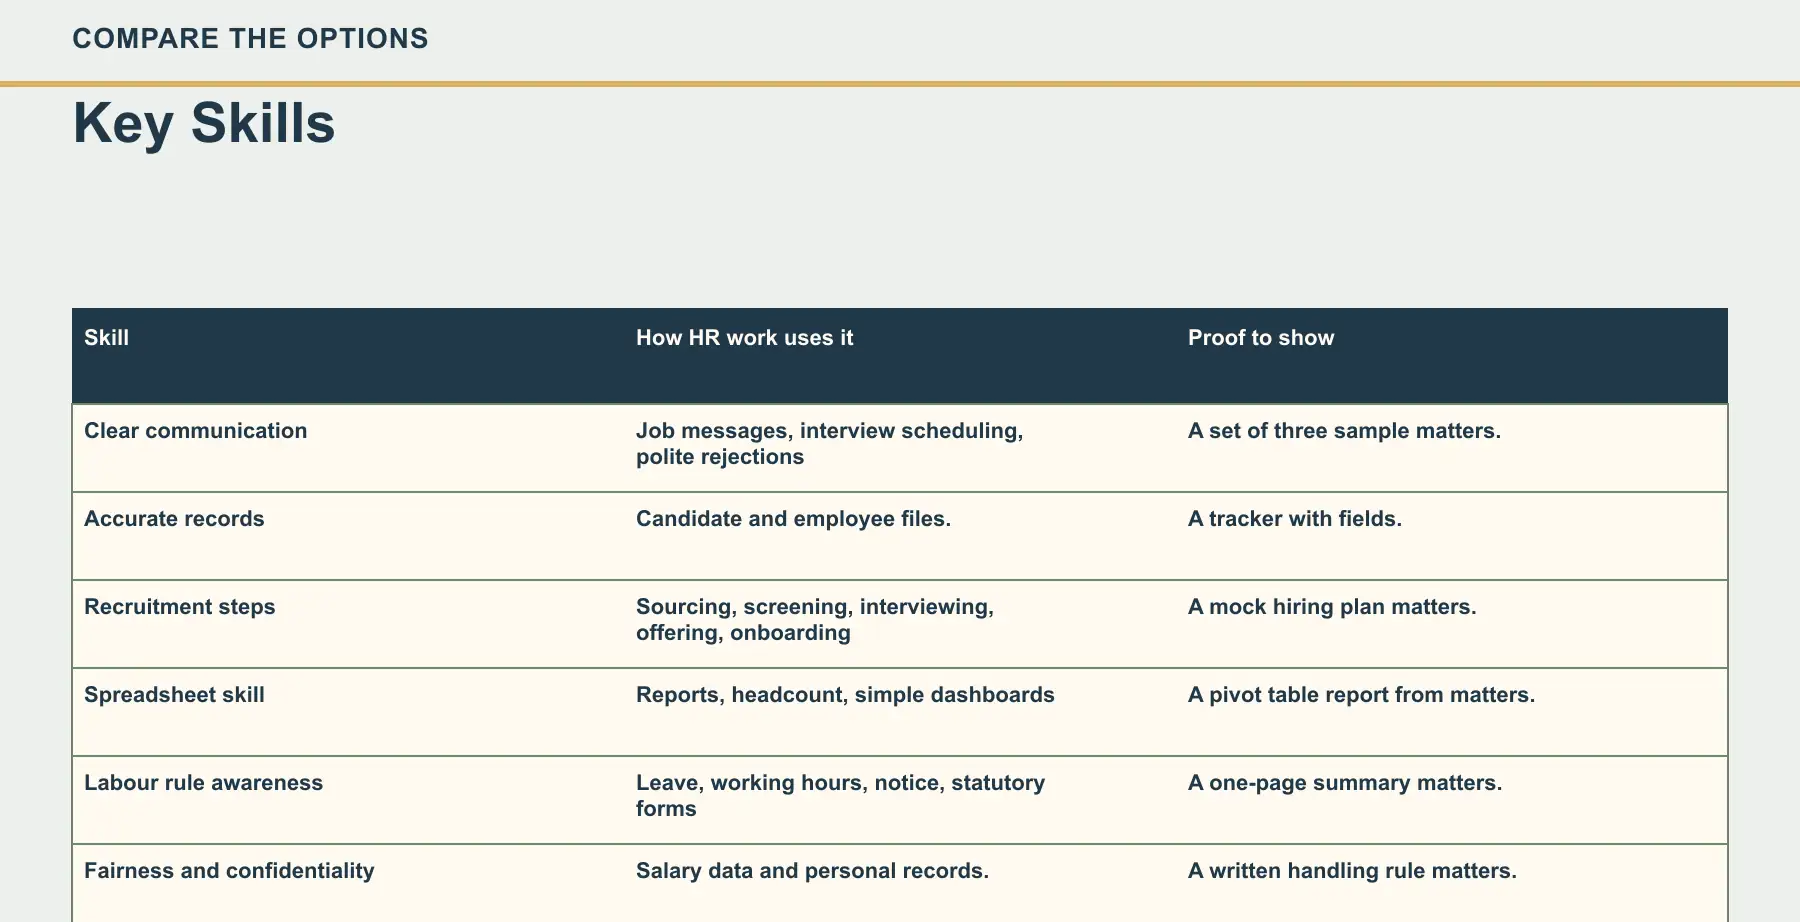 COMPARE THE OPTIONS
Key Skills
Skill
How HR work uses it
Proof to show
Clear communication
Job messages, interview scheduling,
polite rejections
A set of three sample matters.
Accurate records
Candidate and employee files.
A tracker with fields.
Recruitment steps
Sourcing, screening, interviewing,
offering, onboarding
A mock hiring plan matters.
Spreadsheet skill
Reports, headcount, simple dashboards
A pivot table report from matters.
Labour rule awareness
Leave, working hours, notice, statutory
forms
A one-page summary matters.
Fairness and confidentiality
Salary data and personal records.
A written handling rule matters.